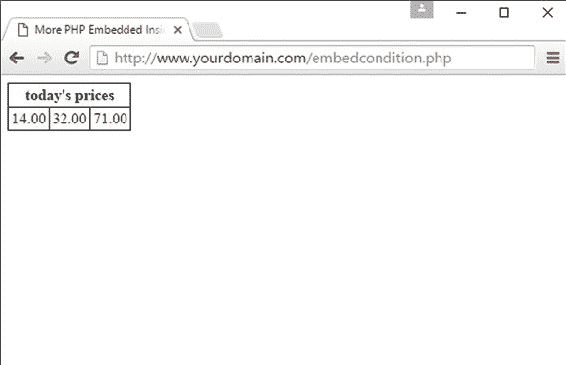 More PHP Embedded Insi
http://www.yourdomain.com/embedcondition.php
today's prices
14.00 32.00 71.00